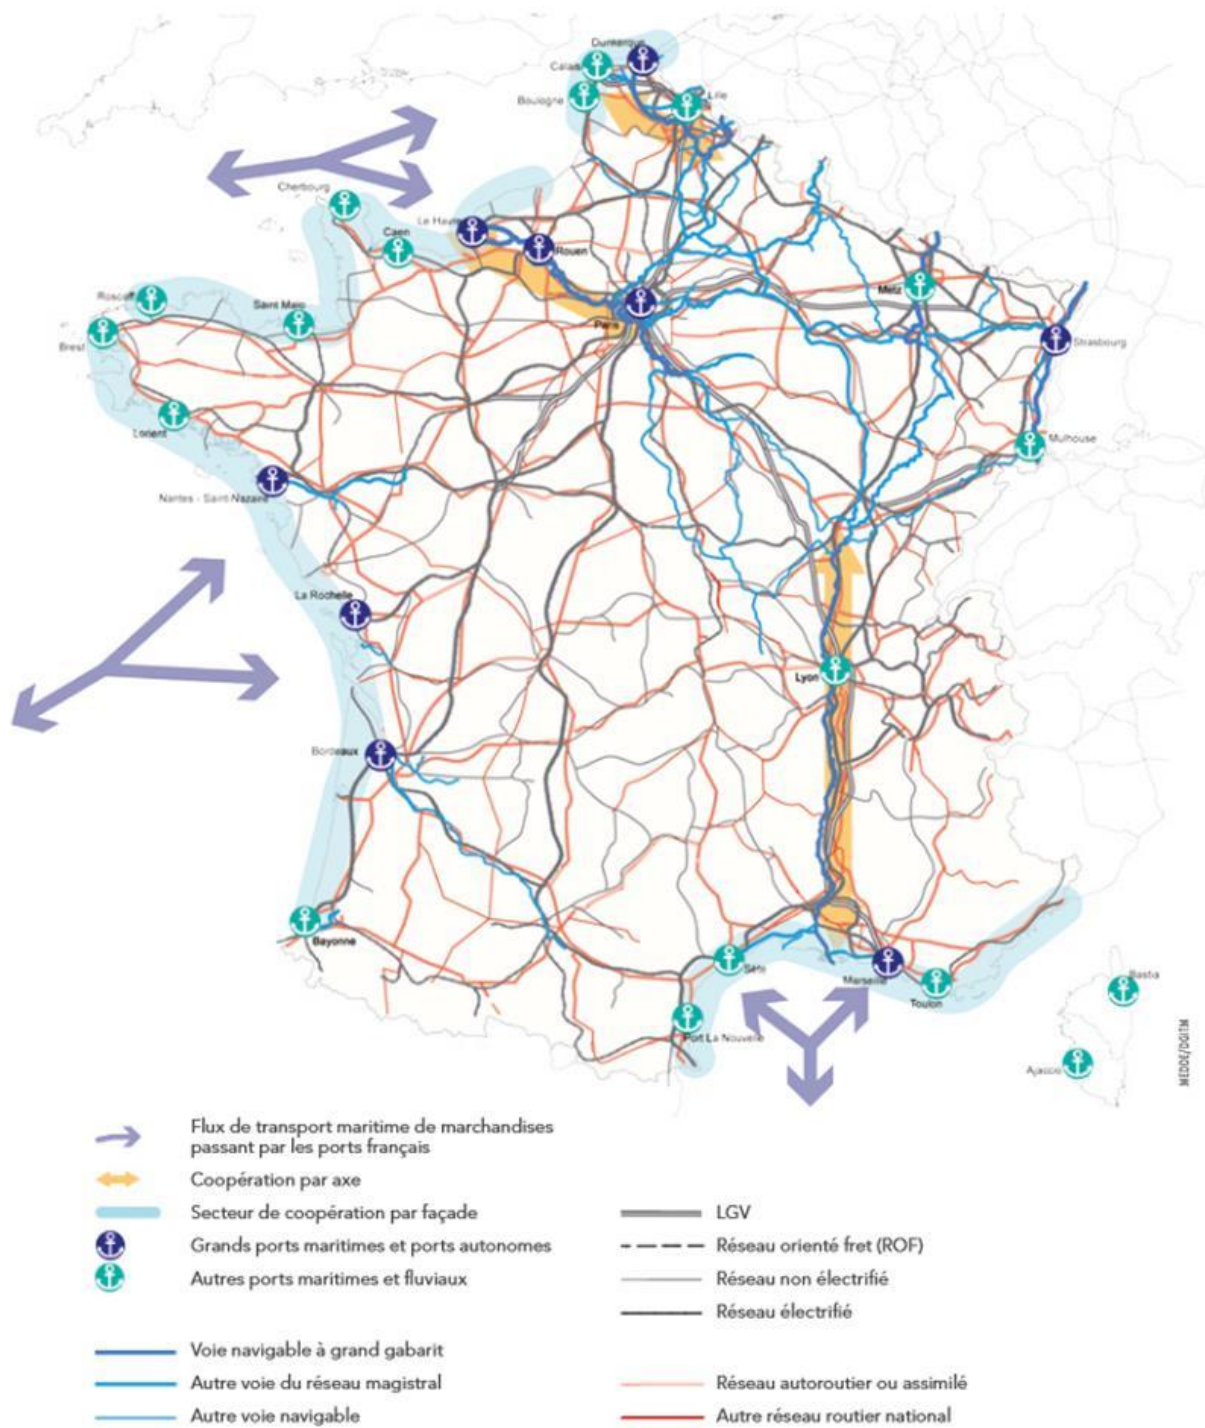 Dunkerque
Calais
Lille
Boulogne
Cherbourg
Le Havre
Caen
Rouen
Metz
Roscoff
Saint Malo
Paris
Strasbourg
Brest
Lorient
Mulhouse
Nantes - Saint-Nazaire
La Rochelle
Lyon
Bordeaux
Bayonne
Sète
Marseille
Toulon
Bastia
Port La Nouvelle
Ajaccio
MEDDE/DGITM
Flux de transport maritime de marchandises
passant par les ports français
Coopération par axe
Secteur de coopération par façade
Grands ports maritimes et ports autonomes
Autres ports maritimes et fluviaux
Voie navigable à grand gabarit
Autre voie du réseau magistral
Autre voie navigable
LGV
Réseau orienté fret (ROF)
Réseau non électrifié
Réseau électrifié
Réseau autoroutier ou assimilé
Autre réseau routier national